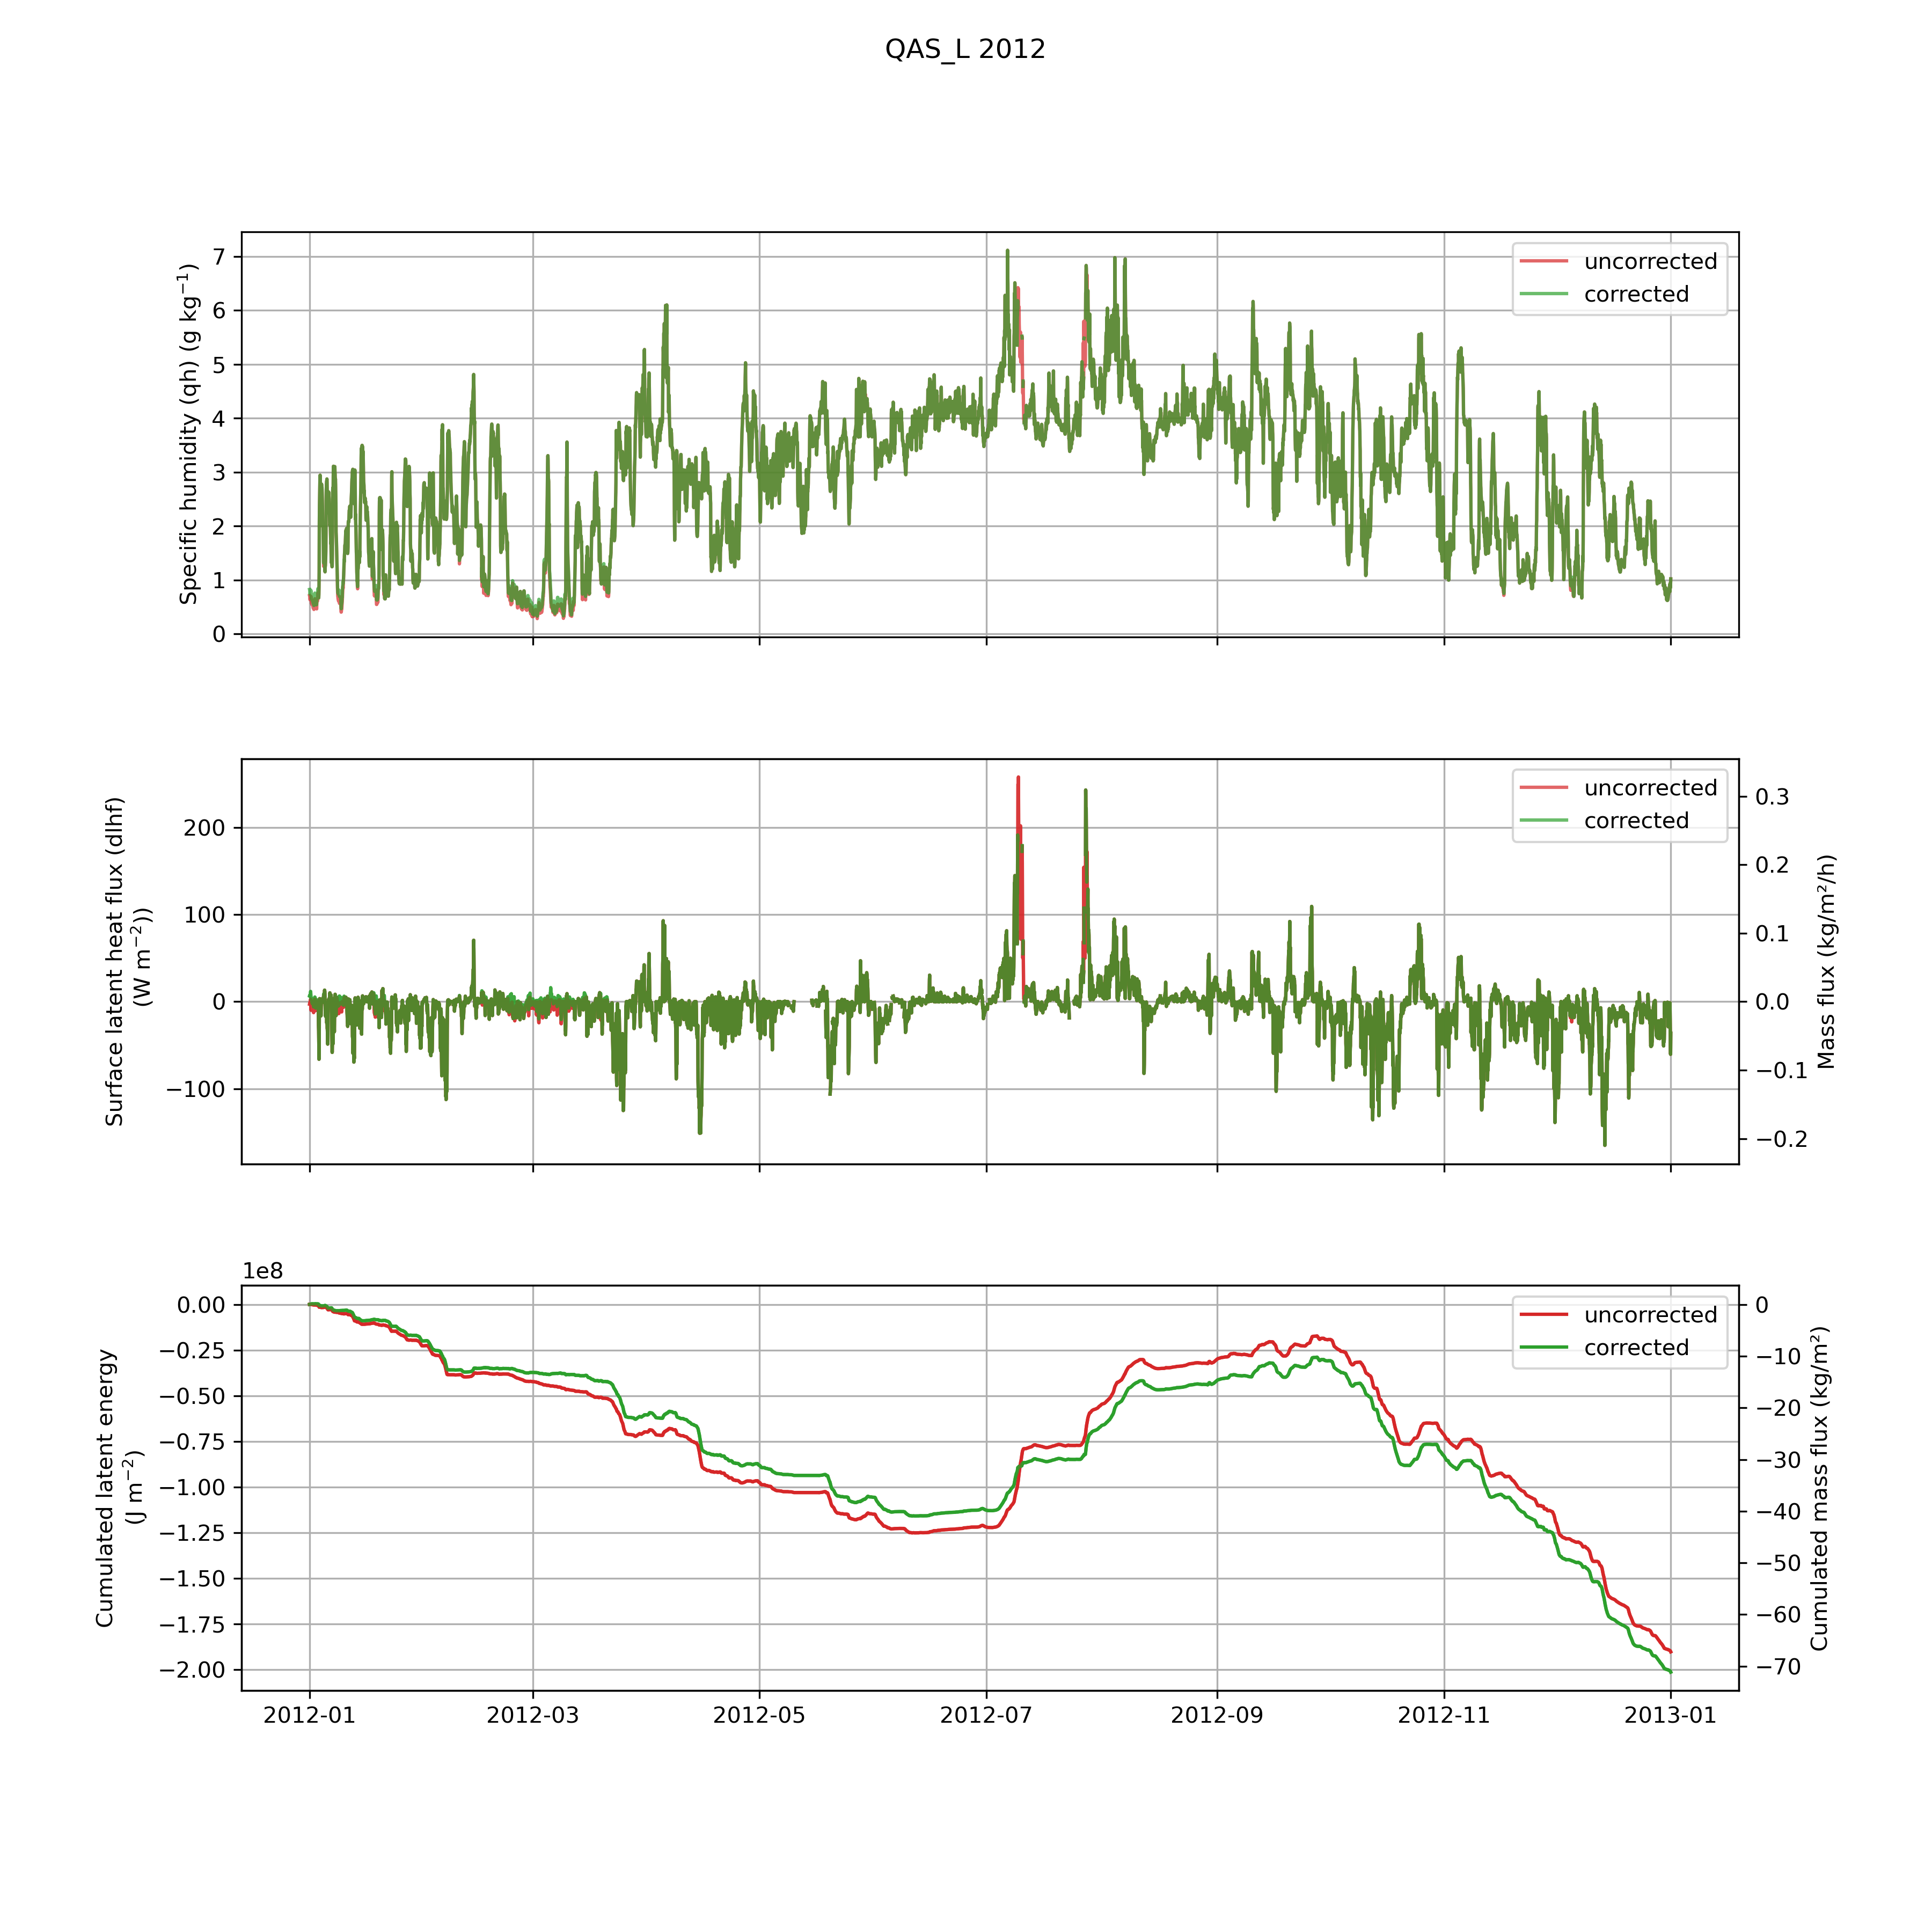 QAS_L 2012
Specific humidity (qh) (g kg⁻¹)
7
6
5
4
3
2
1
0
uncorrected
corrected
Surface latent heat flux (dlhf)
(W m⁻²))
200
100
0
−100
uncorrected
corrected
0.3
0.2
0.1
0.0
−0.1
−0.2
Mass flux (kg/m²/h)
1e8
Cumulated latent energy
(J m⁻²)
0.00
−0.25
−0.50
−0.75
−1.00
−1.25
−1.50
−1.75
−2.00
uncorrected
corrected
0
−10
−20
−30
−40
−50
−60
−70
Cumulated mass flux (kg/m²)
2012-01
2012-03
2012-05
2012-07
2012-09
2012-11
2013-01